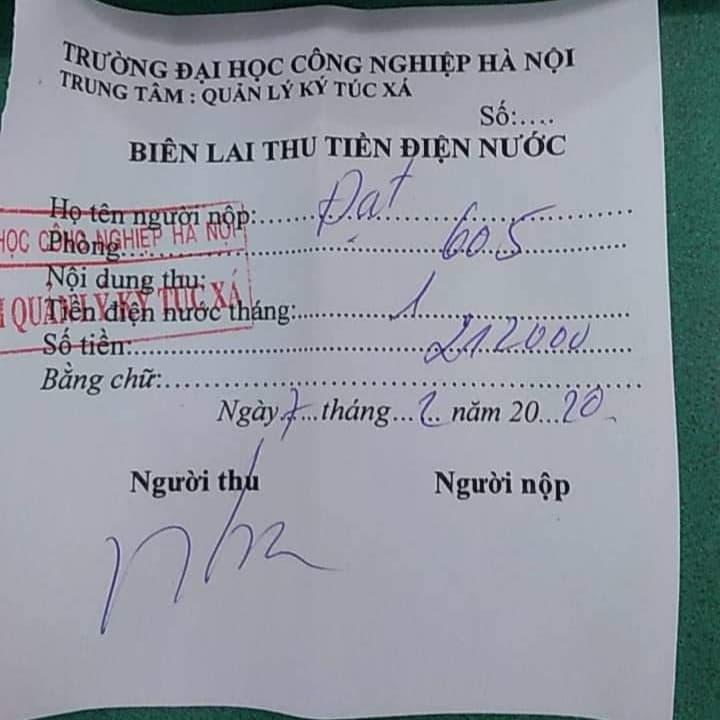 TRƯỜNG ĐẠI HỌC CÔNG NGHIỆP HÀ NỘI
TRUNG TÂM : QUẢN LÝ KÝ TÚC XÁ
Số:....
BIÊN LAI THU TIỀN ĐIỆN NƯỚC
Họ tên người nộp:..... Đạt
HỌC CÔNG NGHIỆP HÀ NỘI
Phòng..... 605
Nội dung thu:
QUẢN LÝ KÝ TÚC XÁ
Tiền điện nước tháng:..... 1
Số tiền:..... 212000
Bằng chữ:.....
Ngày 7 ... tháng ... 2 .. năm 20...20
Người thu Người nộp